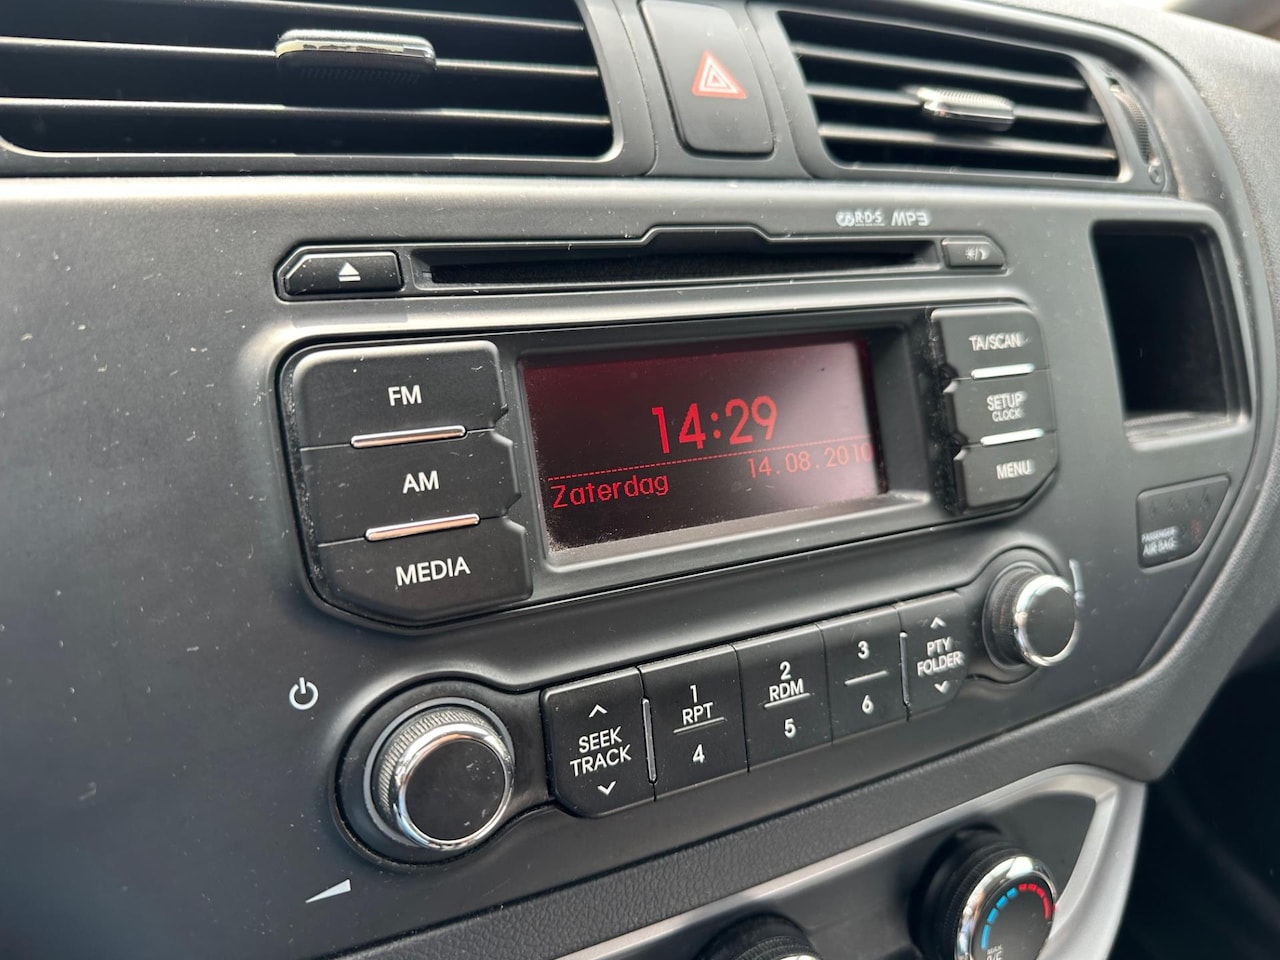 R·D·S MP3
FM
AM
MEDIA
14:29
14.08.2010
Zaterdag
TA/SCAN
SETUP
CLOCK
MENU
PASSENGER
AIR BAG
SEEK
TRACK
1
RPT
4
2
RDM
5
3
6
PTY
FOLDER